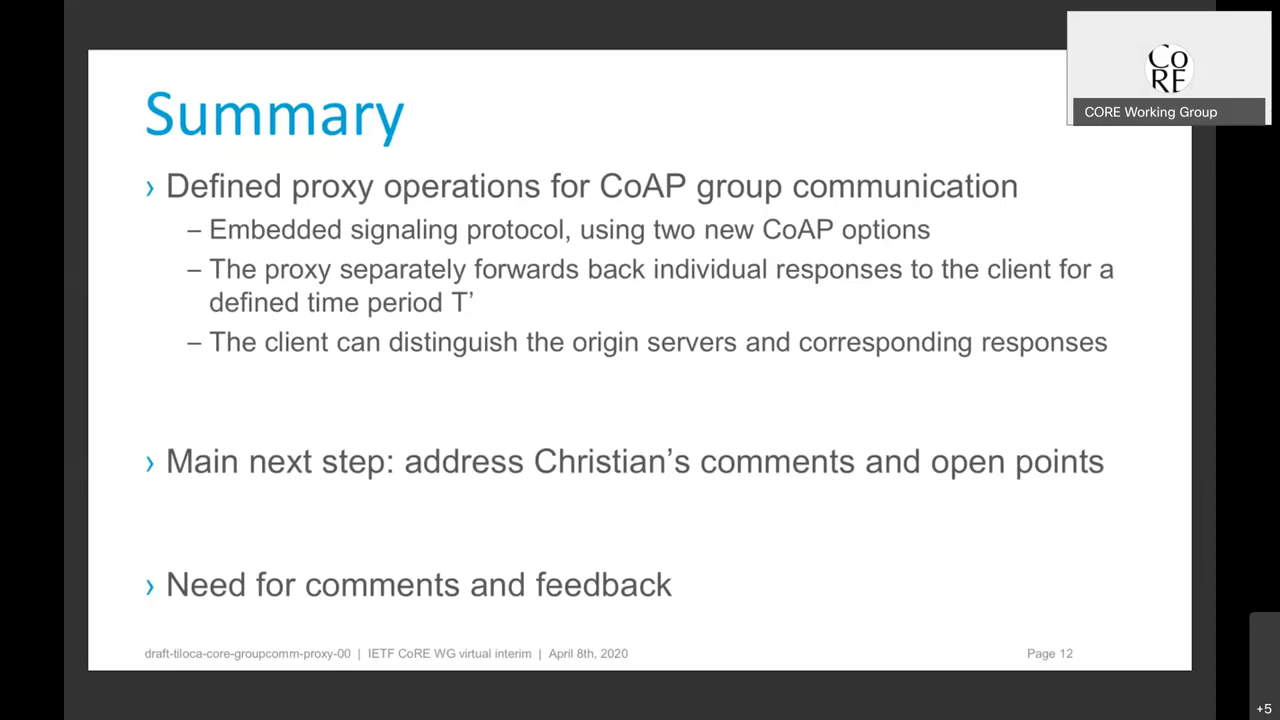 Co
RE
CORE Working Group
Summary
› Defined proxy operations for CoAP group communication
– Embedded signaling protocol, using two new CoAP options
– The proxy separately forwards back individual responses to the client for a
defined time period T’
– The client can distinguish the origin servers and corresponding responses
› Main next step: address Christian’s comments and open points
› Need for comments and feedback
draft-tiloca-core-groupcomm-proxy-00 | IETF CoRE WG virtual interim | April 8th, 2020 Page 12
+5